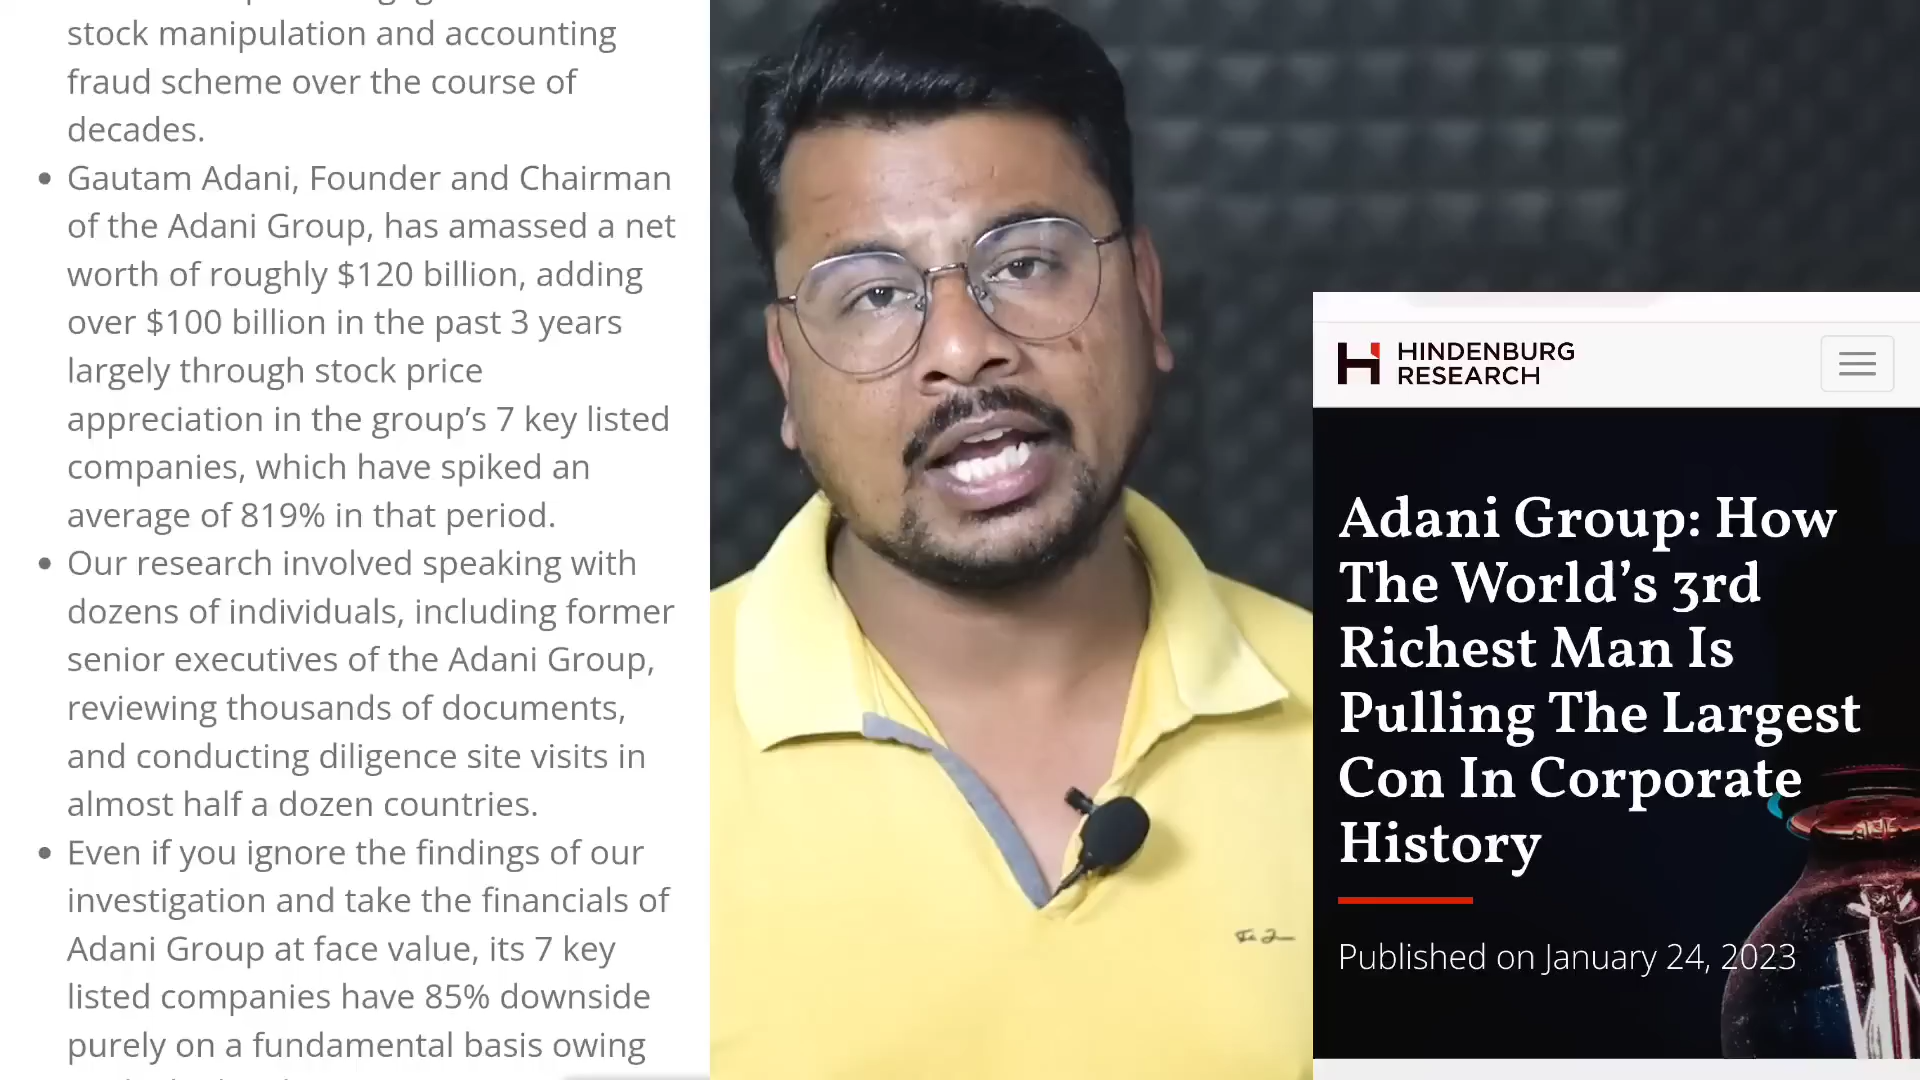 stock manipulation and accounting
fraud scheme over the course of
decades.
• Gautam Adani, Founder and Chairman
of the Adani Group, has amassed a net
worth of roughly $120 billion, adding
over $100 billion in the past 3 years
largely through stock price
appreciation in the group’s 7 key listed
companies, which have spiked an
average of 819% in that period.
• Our research involved speaking with
dozens of individuals, including former
senior executives of the Adani Group,
reviewing thousands of documents,
and conducting diligence site visits in
almost half a dozen countries.
• Even if you ignore the findings of our
investigation and take the financials of
Adani Group at face value, its 7 key
listed companies have 85% downside
purely on a fundamental basis owing
HINDENBURG
RESEARCH
Adani Group: How
The World’s 3rd
Richest Man Is
Pulling The Largest
Con In Corporate
History
Published on January 24, 2023